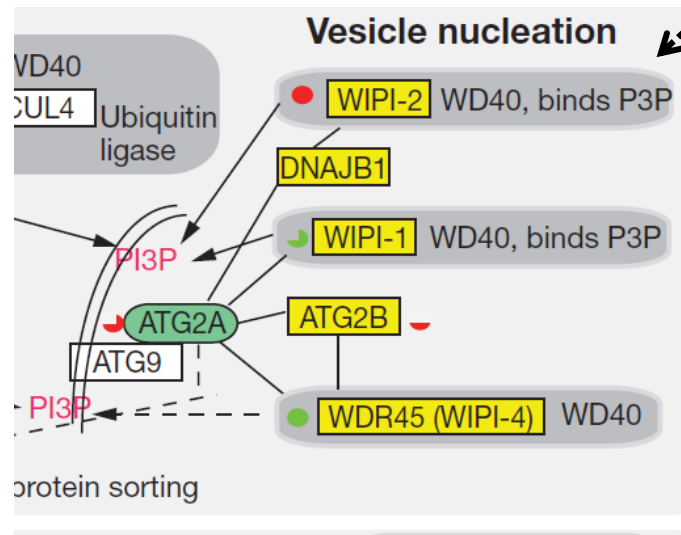 Vesicle nucleation
WD40
CUL4
Ubiquitin
ligase
WIPI-2 WD40, binds P3P
DNAJB1
WIPI-1 WD40, binds P3P
PI3P
ATG2A
ATG2B
ATG9
PI3P
WDR45 (WIPI-4) WD40
protein sorting